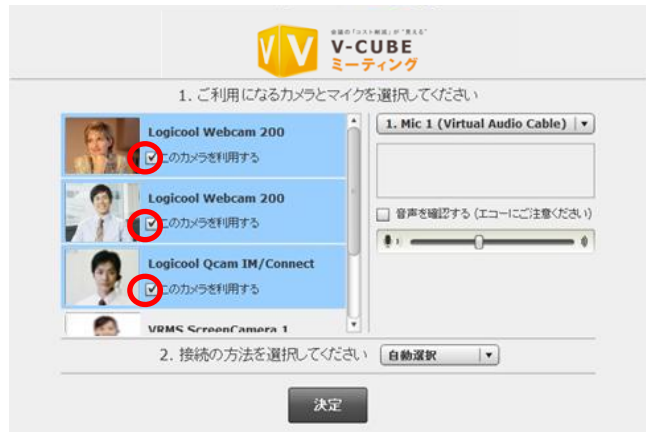 会議の「コスト削減」が“見える”
V-CUBE
ミーティング
1. ご利用になるカメラとマイクを選択してください
Logicool Webcam 200
このカメラを利用する
Logicool Webcam 200
このカメラを利用する
Logicool Qcam IM/Connect
このカメラを利用する
VRMS ScreenCamera 1
1. Mic 1 (Virtual Audio Cable)
音声を確認する (エコーにご注意ください)
2. 接続の方法を選択してください
自動選択
決定